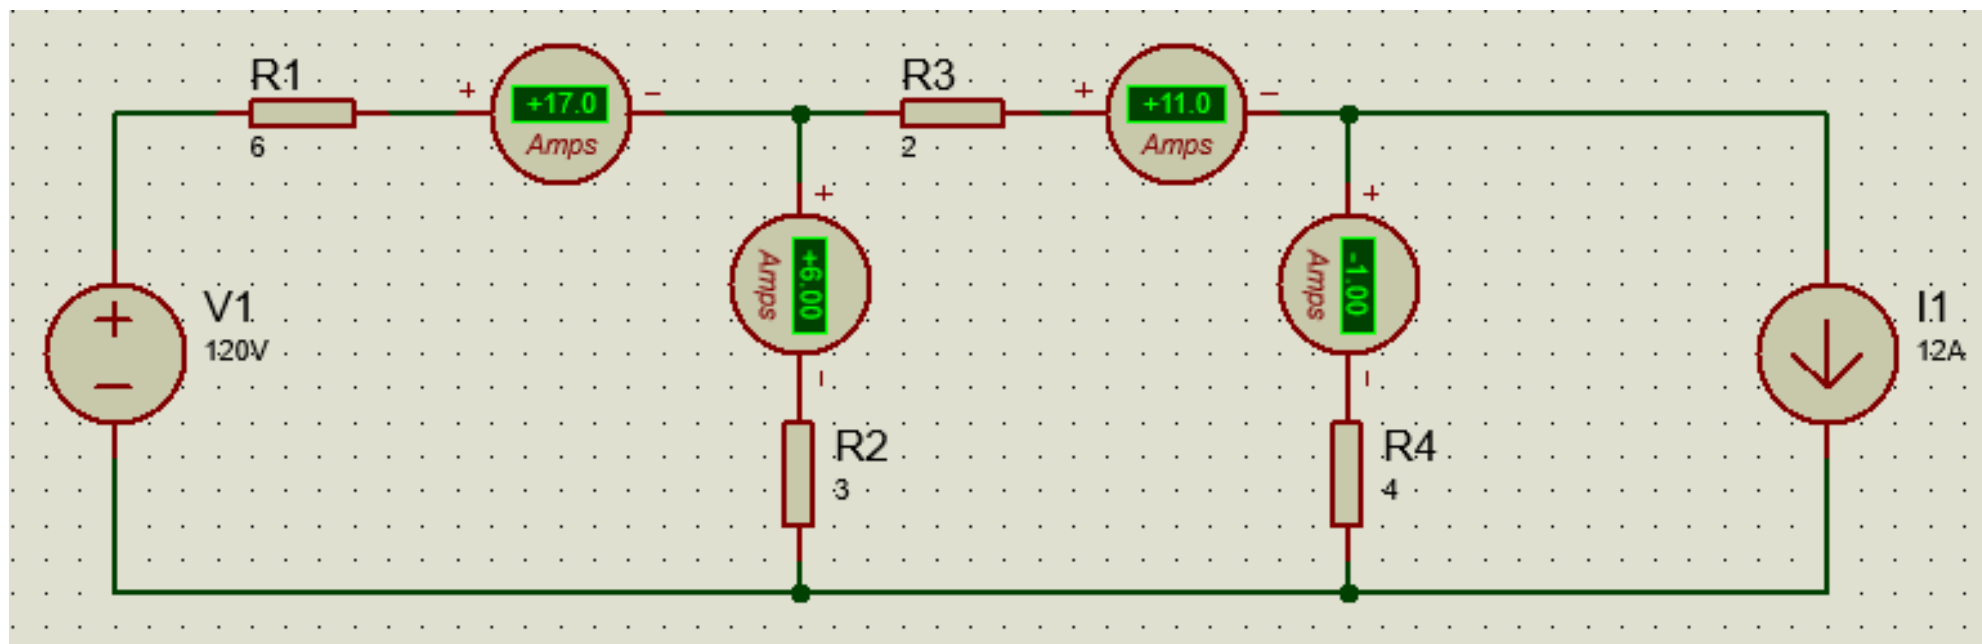 R1
6
+
+17.0
Amps
−
R3
2
+
+11.0
Amps
−
+
+6.00
Amps
−
+
-1.00
Amps
−
+
−
V1
120V
R2
3
R4
4
I1
12A